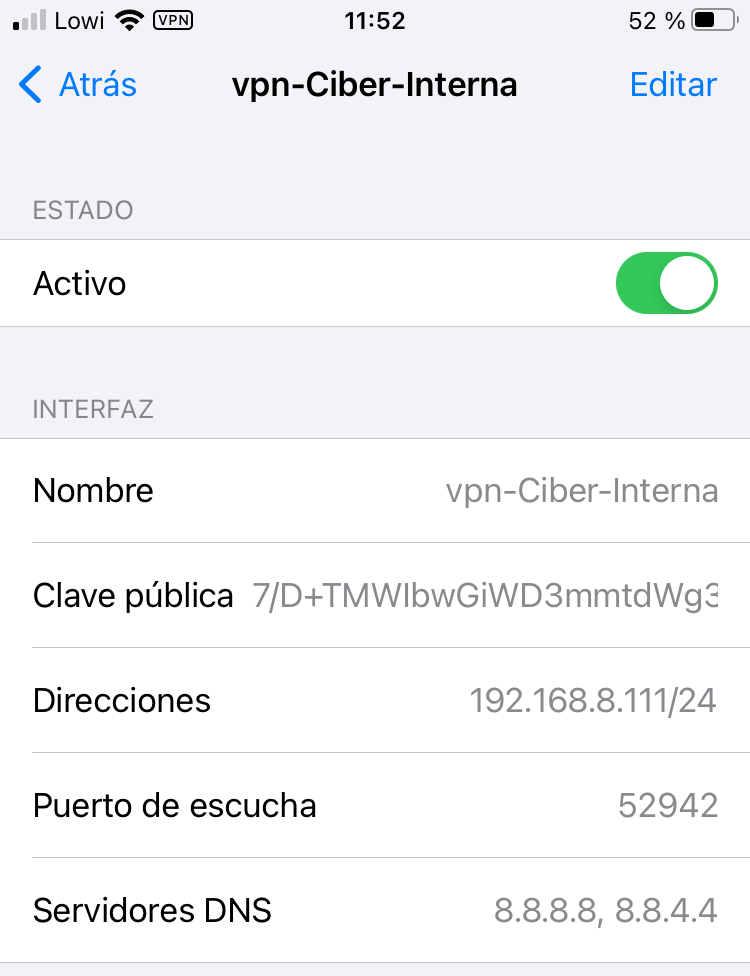 Lowi VPN 11:52 52 %
Atrás vpn-Ciber-Interna Editar
ESTADO
Activo
INTERFAZ
Nombre vpn-Ciber-Interna
Clave pública 7/D+TMWIbwGiWD3mmtdWg3
Direcciones 192.168.8.111/24
Puerto de escucha 52942
Servidores DNS 8.8.8.8, 8.8.4.4